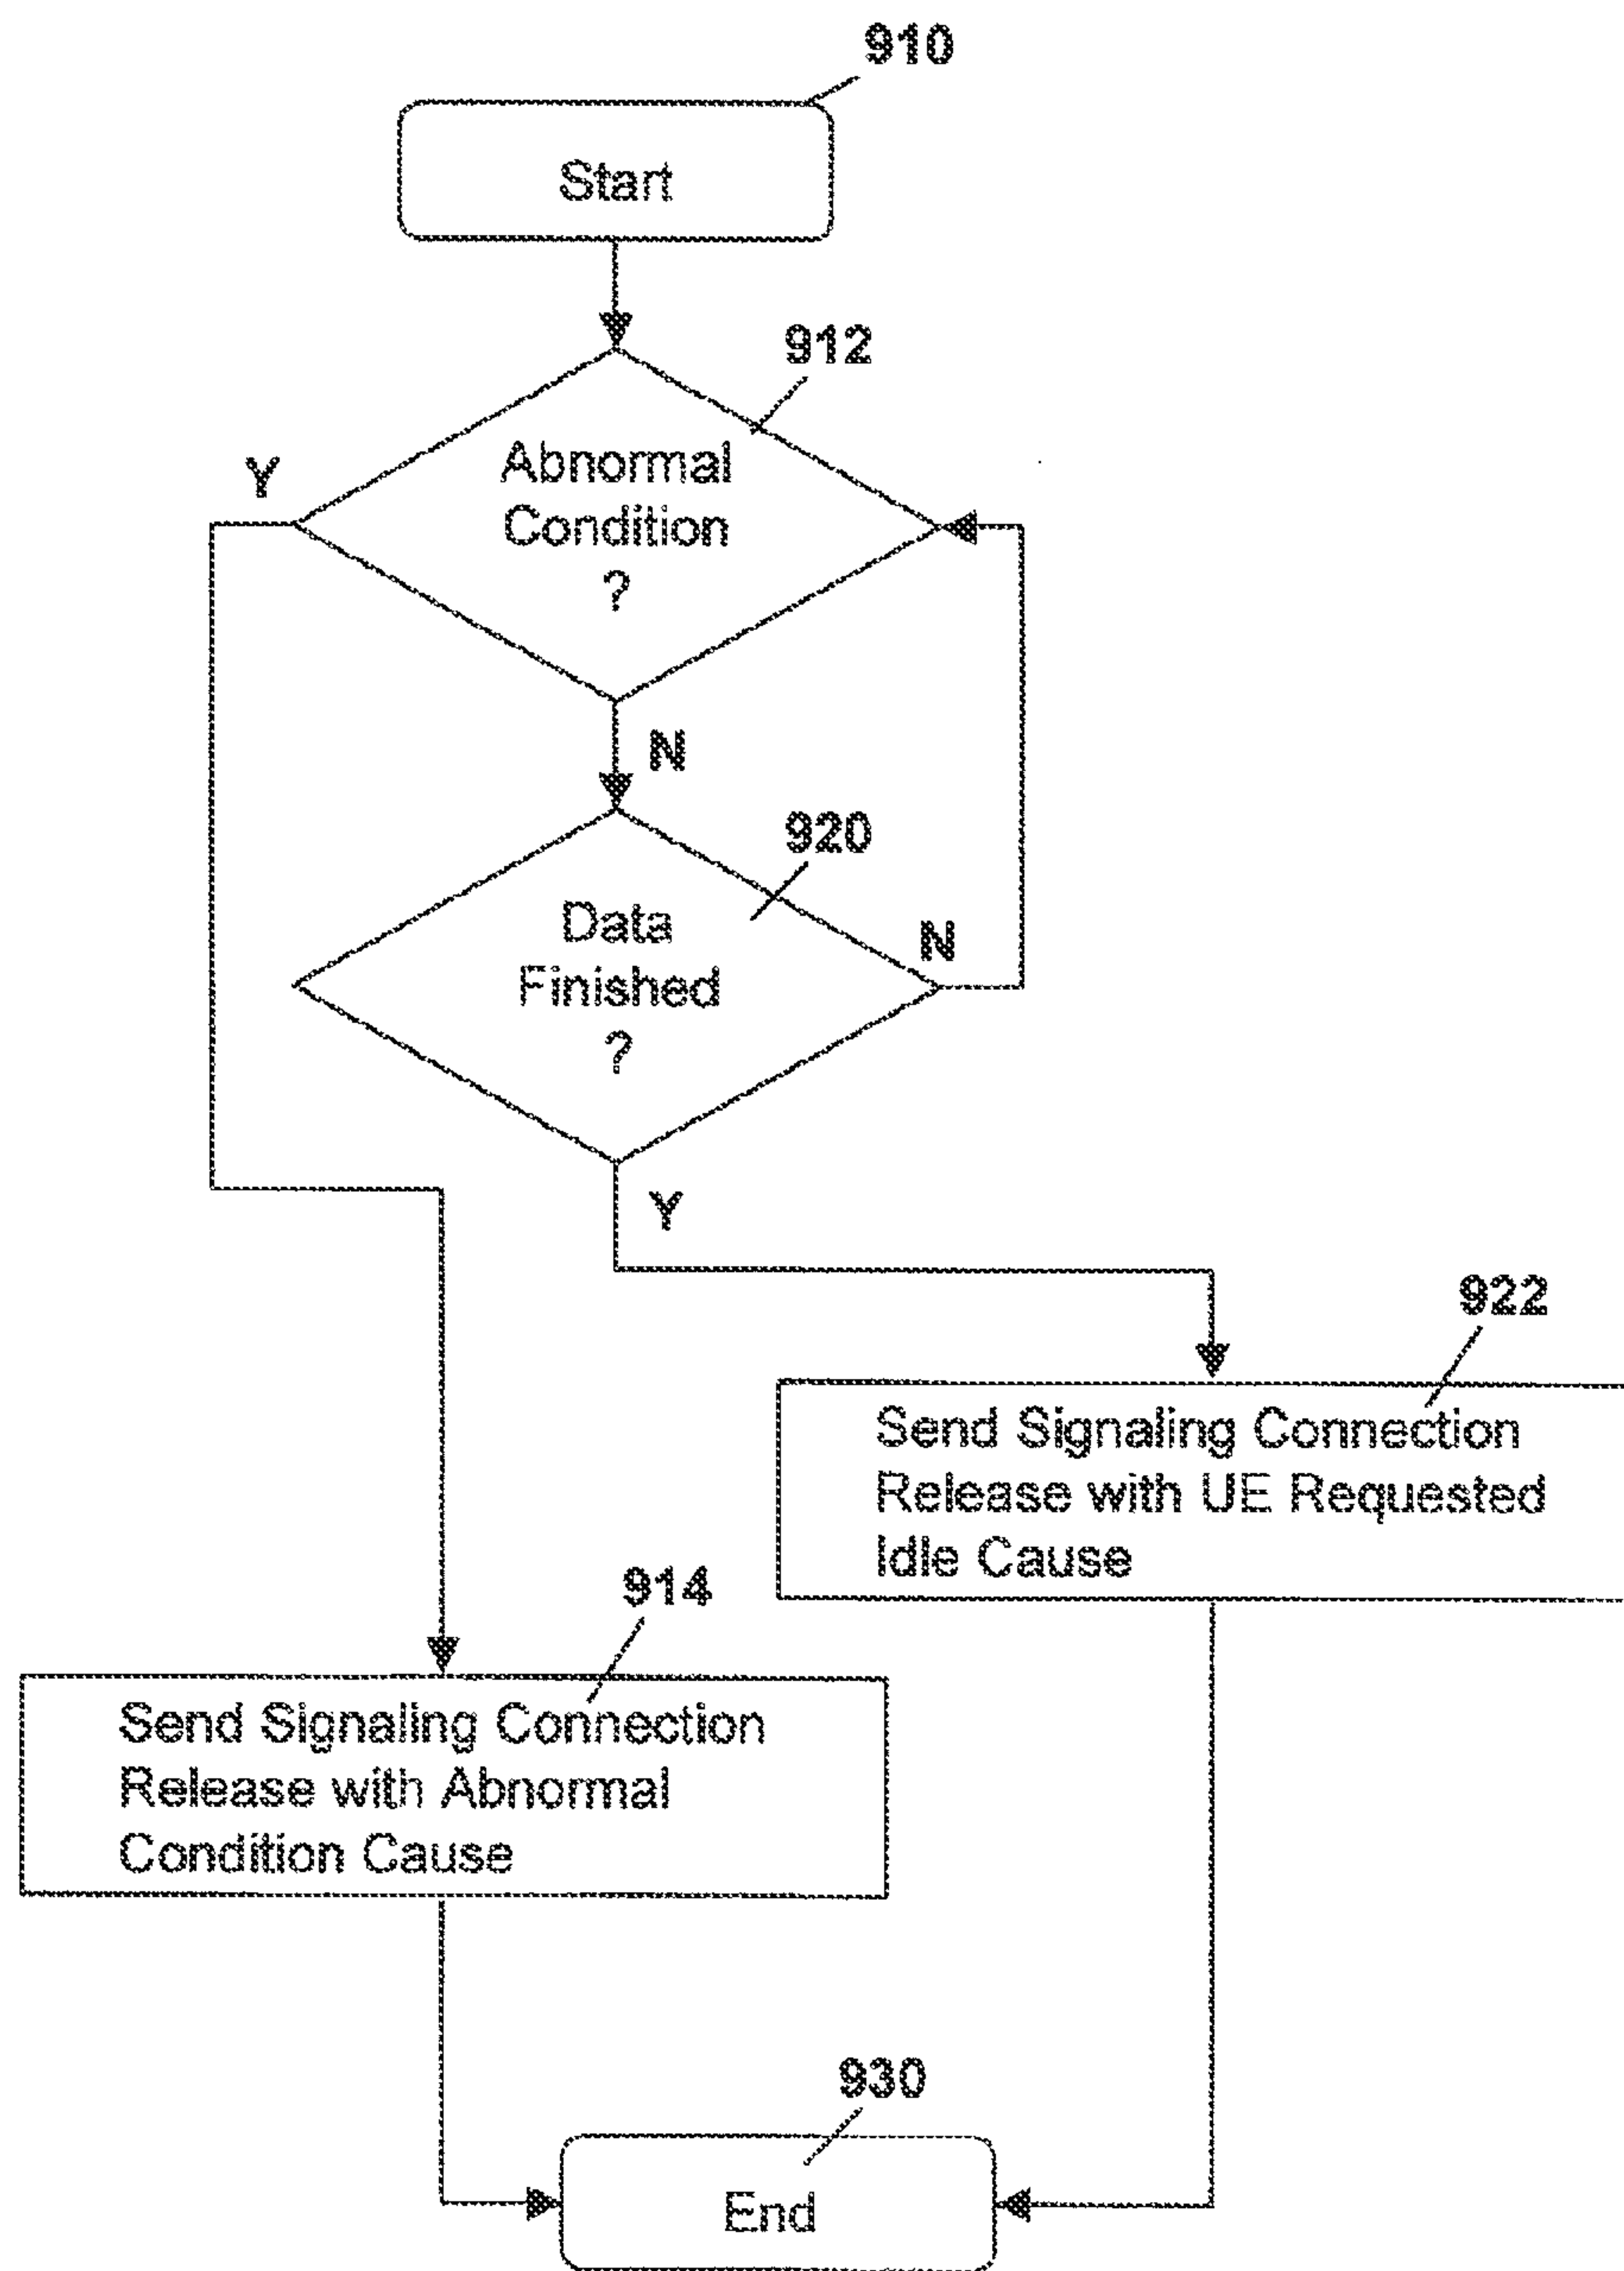 910
Start
912
Y
Abnormal
Condition
?
N
920
Data
Finished
?
N
Y
922
Send Signaling Connection
Release with UE Requested
Idle Cause
914
Send Signaling Connection
Release with Abnormal
Condition Cause
930
End